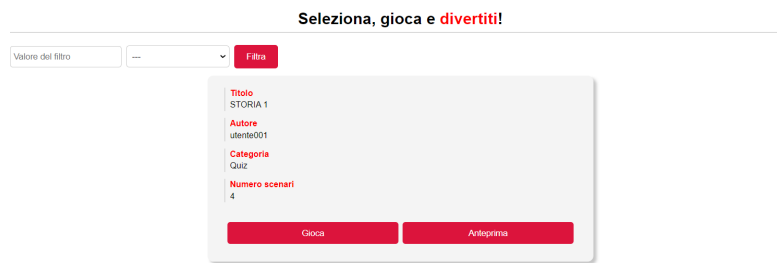 Seleziona, gioca e divertiti!
Valore del filtro --- Filtra
Titolo
STORIA 1
Autore
utente001
Categoria
Quiz
Numero scenari
4
Gioca Anteprima